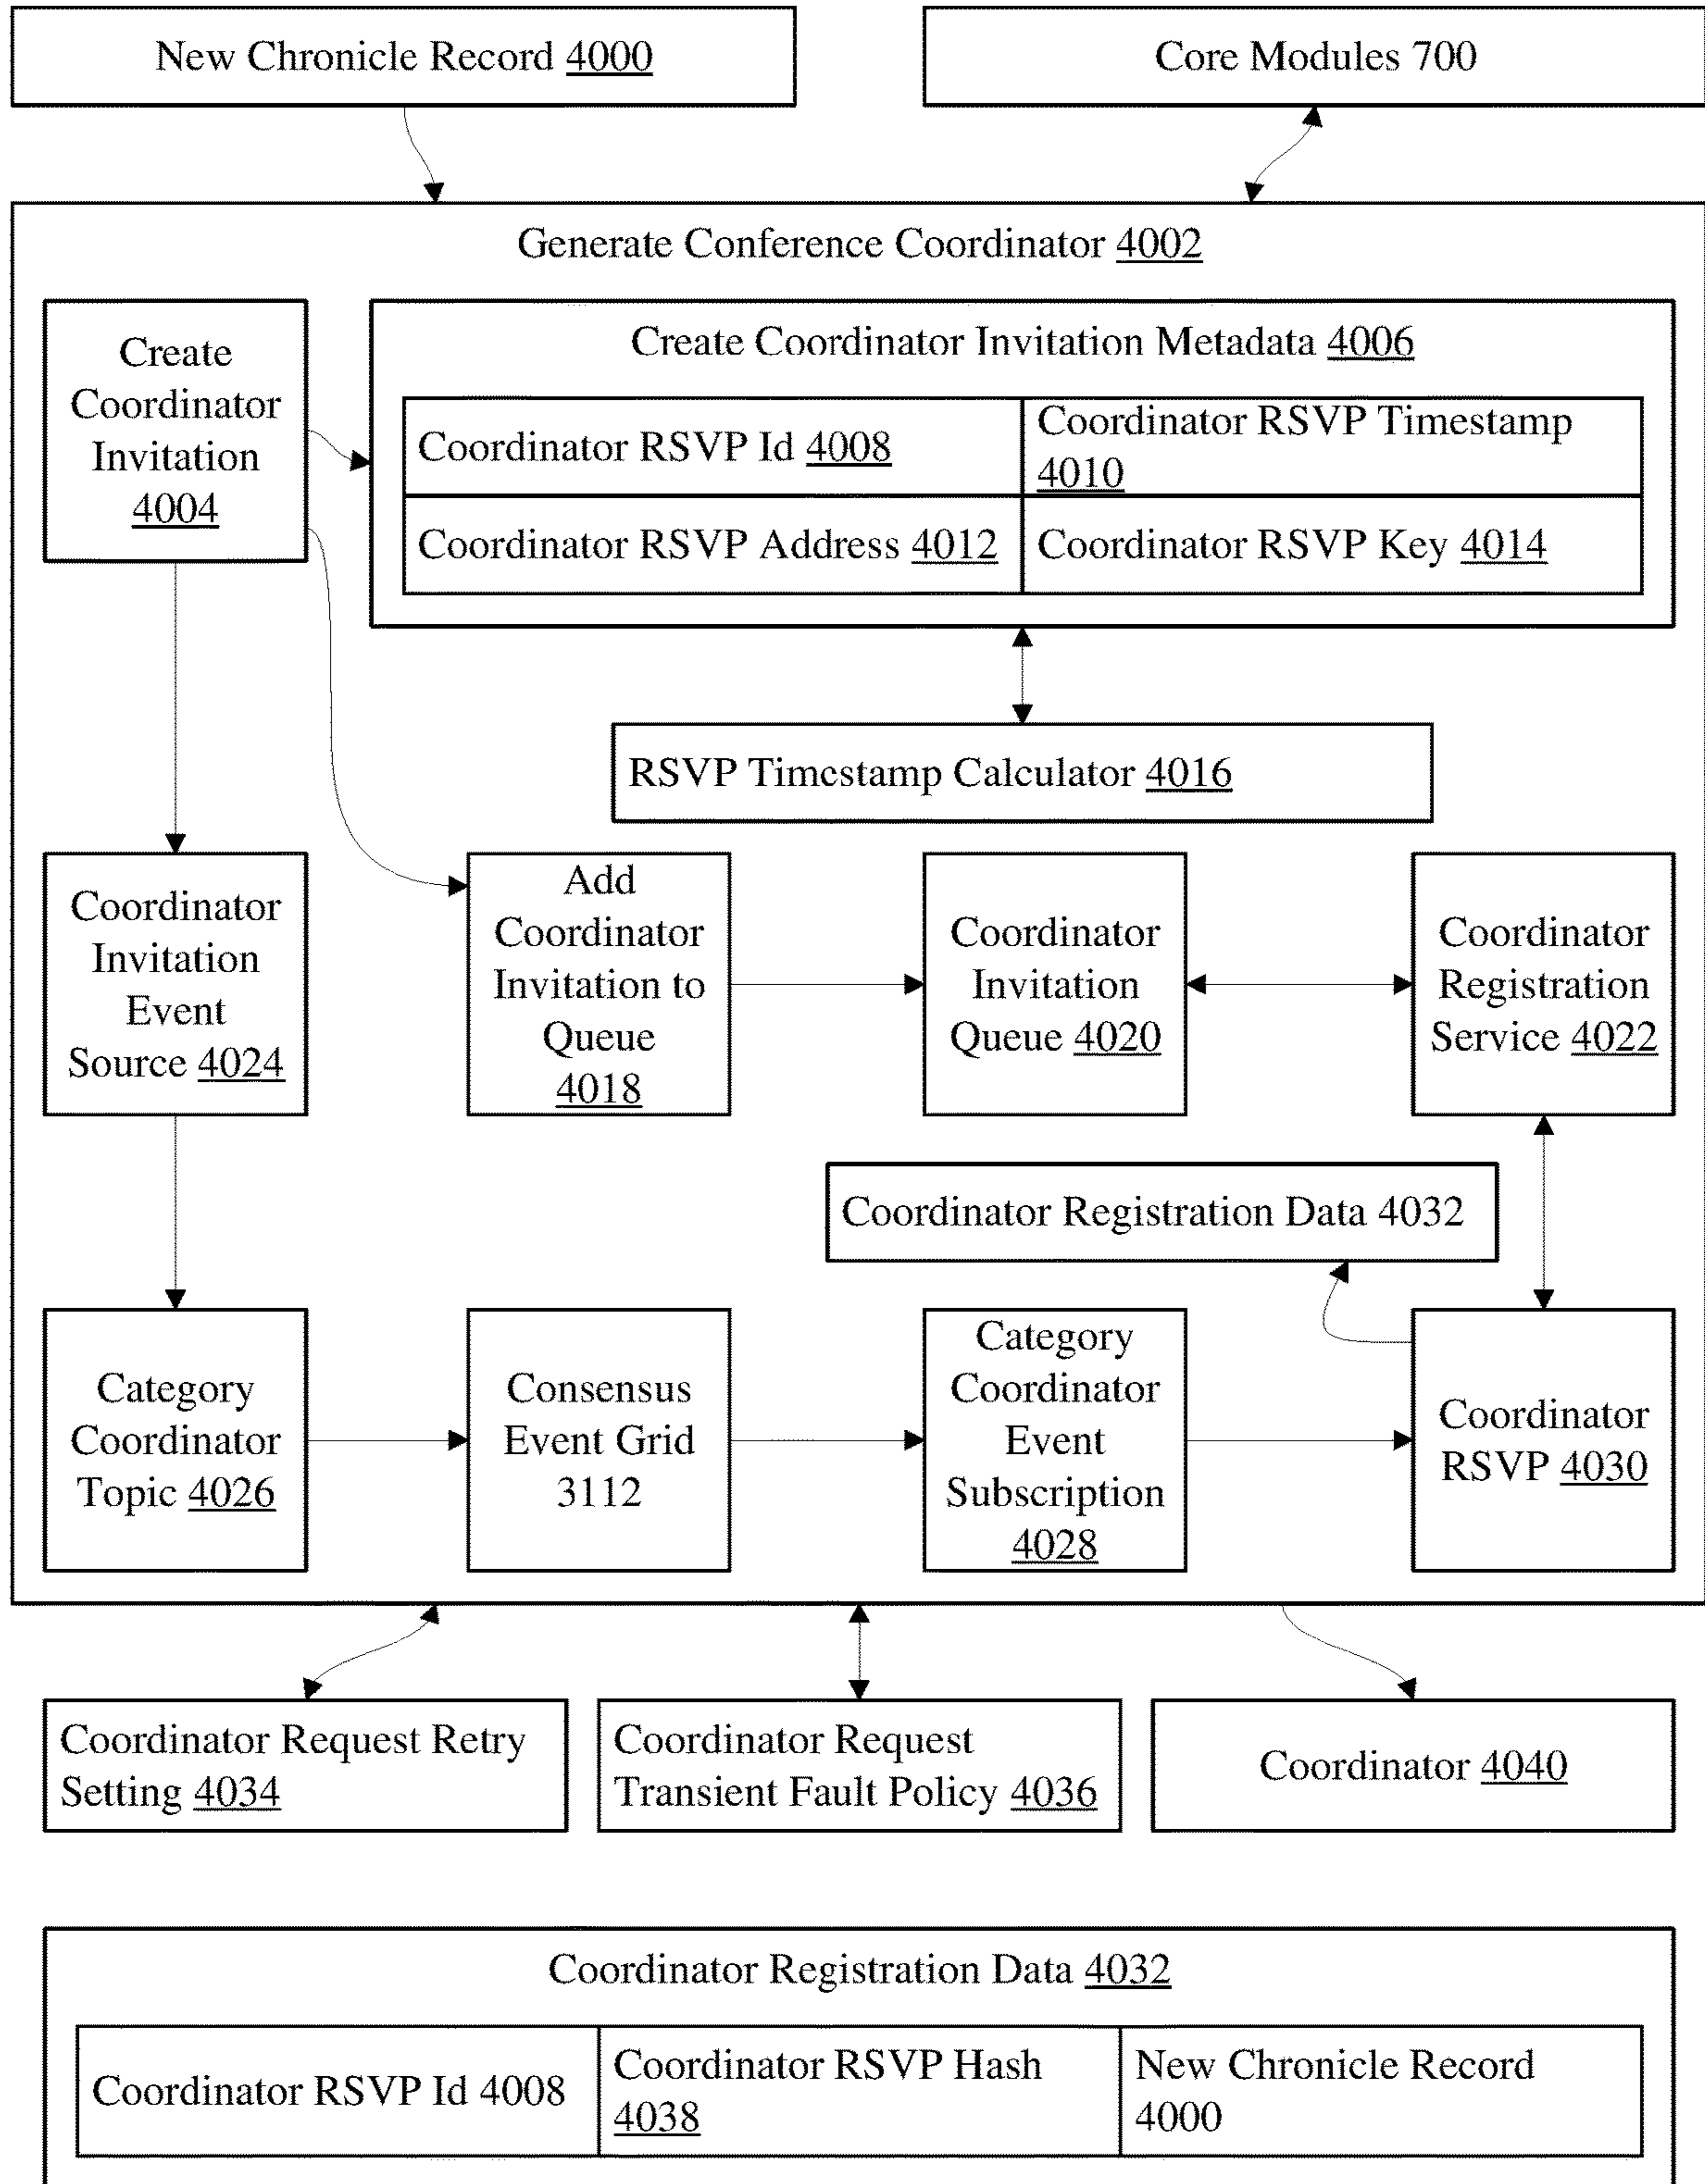 New Chronicle Record 4000
Core Modules 700
Generate Conference Coordinator 4002
Create
Coordinator
Invitation
4004
Create Coordinator Invitation Metadata 4006
Coordinator RSVP Id 4008
Coordinator RSVP Timestamp
4010
Coordinator RSVP Address 4012
Coordinator RSVP Key 4014
RSVP Timestamp Calculator 4016
Coordinator
Invitation
Event
Source 4024
Add
Coordinator
Invitation to
Queue
4018
Coordinator
Invitation
Queue 4020
Coordinator
Registration
Service 4022
Coordinator Registration Data 4032
Category
Coordinator
Topic 4026
Consensus
Event Grid
3112
Category
Coordinator
Event
Subscription
4028
Coordinator
RSVP 4030
Coordinator Request Retry
Setting 4034
Coordinator Request
Transient Fault Policy 4036
Coordinator 4040
Coordinator Registration Data 4032
Coordinator RSVP Id 4008
Coordinator RSVP Hash
4038
New Chronicle Record
4000